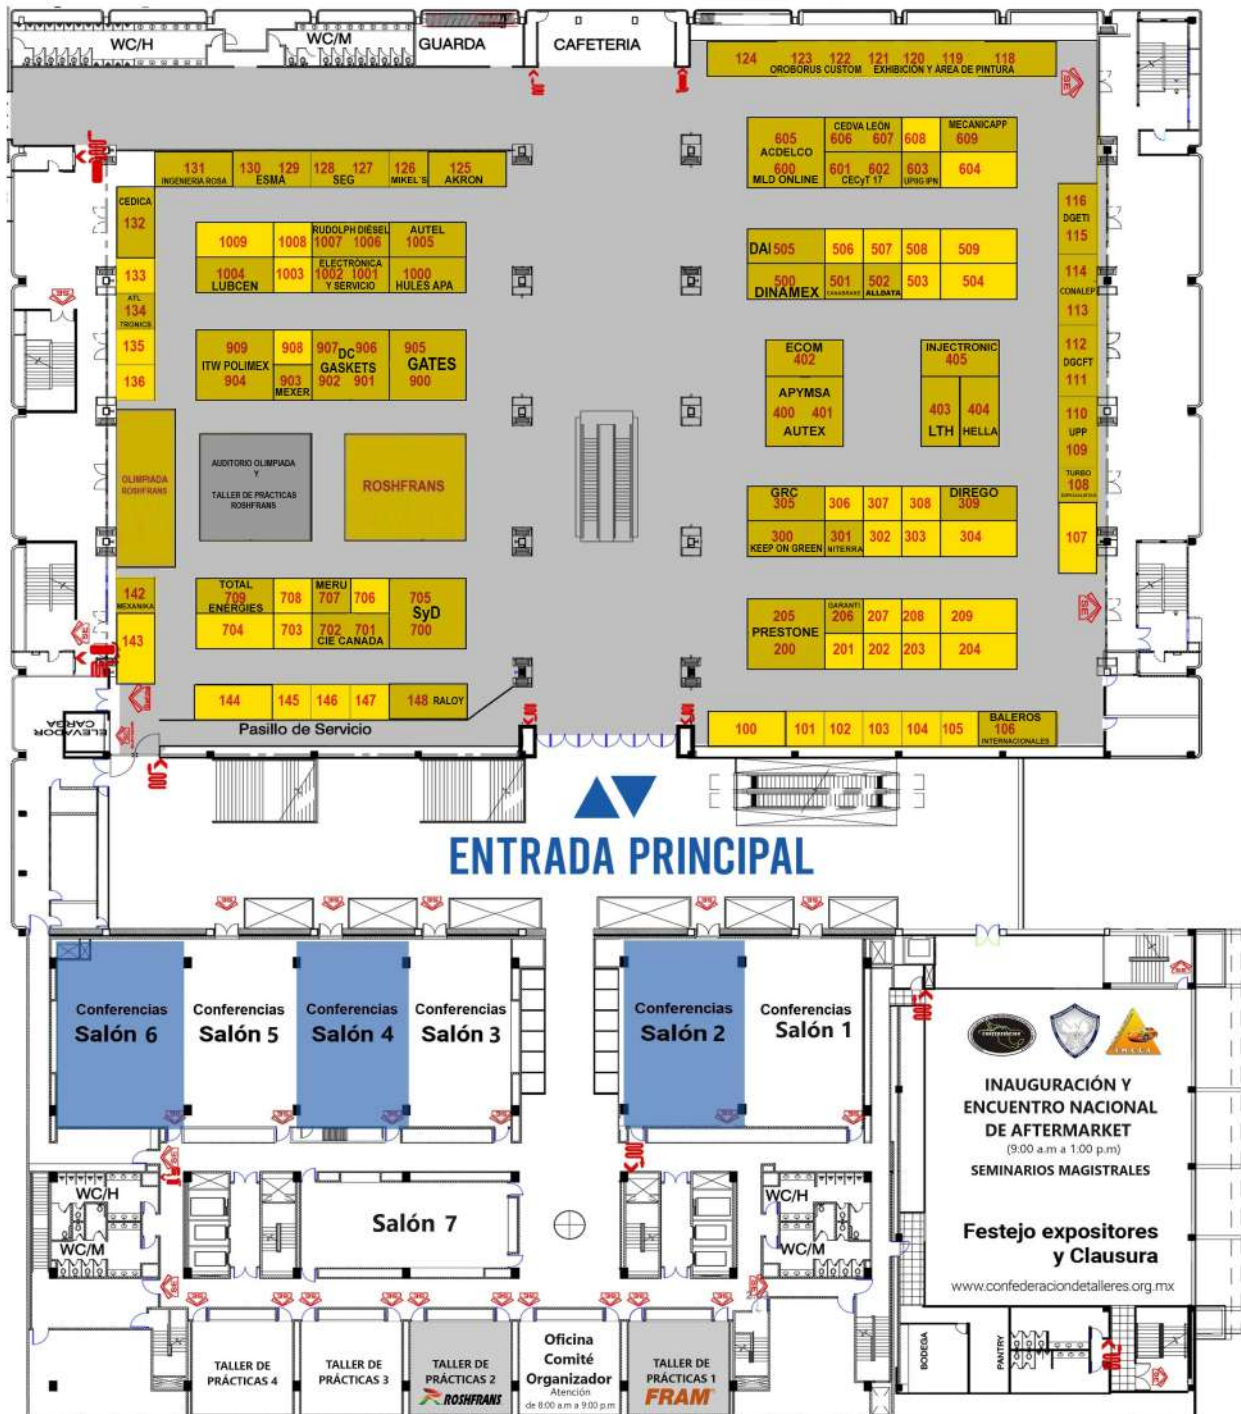 WC/H
WC/M
GUARDA
CAFETERIA
124 123 122 121 120 119 118
OROBORUS CUSTOM EXHIBICIÓN Y ÁREA DE PINTURA
131 130 129 128 127 126 125
INGENIERÍA ROSA ESMA SEG MIKEL'S AKRON
CEDICA
132
133
ATL
134
TRONICS
135
136
OLIMPIADA
ROSHFRANS
142
MEXANIKA
143
RUDOLPH DIÉSEL AUTEL
1009 1008 1007 1006 1005
ELECTRÓNICA
1004 1003 1002 1001 1000
LUBCEN Y SERVICIO HULES APA
909 908 907 906 905
ITW POLIMEX DC GASKETS GATES
904 903 902 901 900
MEXER
AUDITORIO OLIMPIADA
Y
TALLER DE PRÁCTICAS
ROSHFRANS
ROSHFRANS
TOTAL MERU
709 708 707 706 705
ENERGIES SyD
704 703 702 701 700
CIE CANADA
144 145 146 147 148 RALOY
Pasillo de Servicio
ELEVADOR
CARGA
CEDVA LEÓN MECANICAPP
605 606 607 608 609
ACDELCO
600 601 602 603 604
MLD ONLINE CECyT 17 UPIIG IPN
DAI 505 506 507 508 509
500 501 502 503 504
DINAMEX ALLDATA
ECOM
402
APYMSA
400 401
AUTEX
INJECTRONIC
405
403 404
LTH HELLA
GRC DIREGO
305 306 307 308 309
300 301 302 303 304
KEEP ON GREEN NITERRA
GARANTI
205 206 207 208 209
PRESTONE
200 201 202 203 204
100 101 102 103 104 105
BALEROS
106
INTERNACIONALES
116
DGETI
115
114
CONALEP
113
112
DGCFT
111
110
UPP
109
TURBO
108
107
ENTRADA PRINCIPAL
Conferencias
Salón 6
Conferencias
Salón 5
Conferencias
Salón 4
Conferencias
Salón 3
Conferencias
Salón 2
Conferencias
Salón 1
INAUGURACIÓN Y
ENCUENTRO NACIONAL
DE AFTERMARKET
(9:00 a.m a 1:00 p.m)
SEMINARIOS MAGISTRALES
Festejo expositores
y Clausura
www.confederaciondetalleres.org.mx
WC/H
WC/M
Salón 7
WC/H
WC/M
BODEGA
PANTRY
TALLER DE
PRÁCTICAS 4
TALLER DE
PRÁCTICAS 3
TALLER DE
PRÁCTICAS 2
ROSHFRANS
Oficina
Comité
Organizador
Atención
de 8:00 a.m a 9:00 p.m
TALLER DE
PRÁCTICAS 1
FRAM